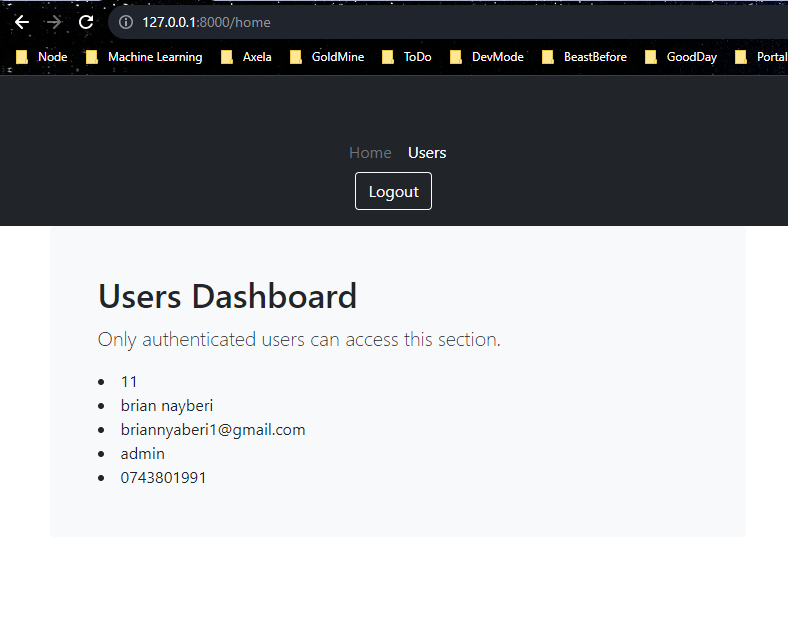 127.0.0.1:8000/home
Node Machine Learning Axela GoldMine ToDo DevMode BeastBefore GoodDay Portal
Home Users
Logout
Users Dashboard
Only authenticated users can access this section.
11
brian nayberi
briannyaberi1@gmail.com
admin
0743801991